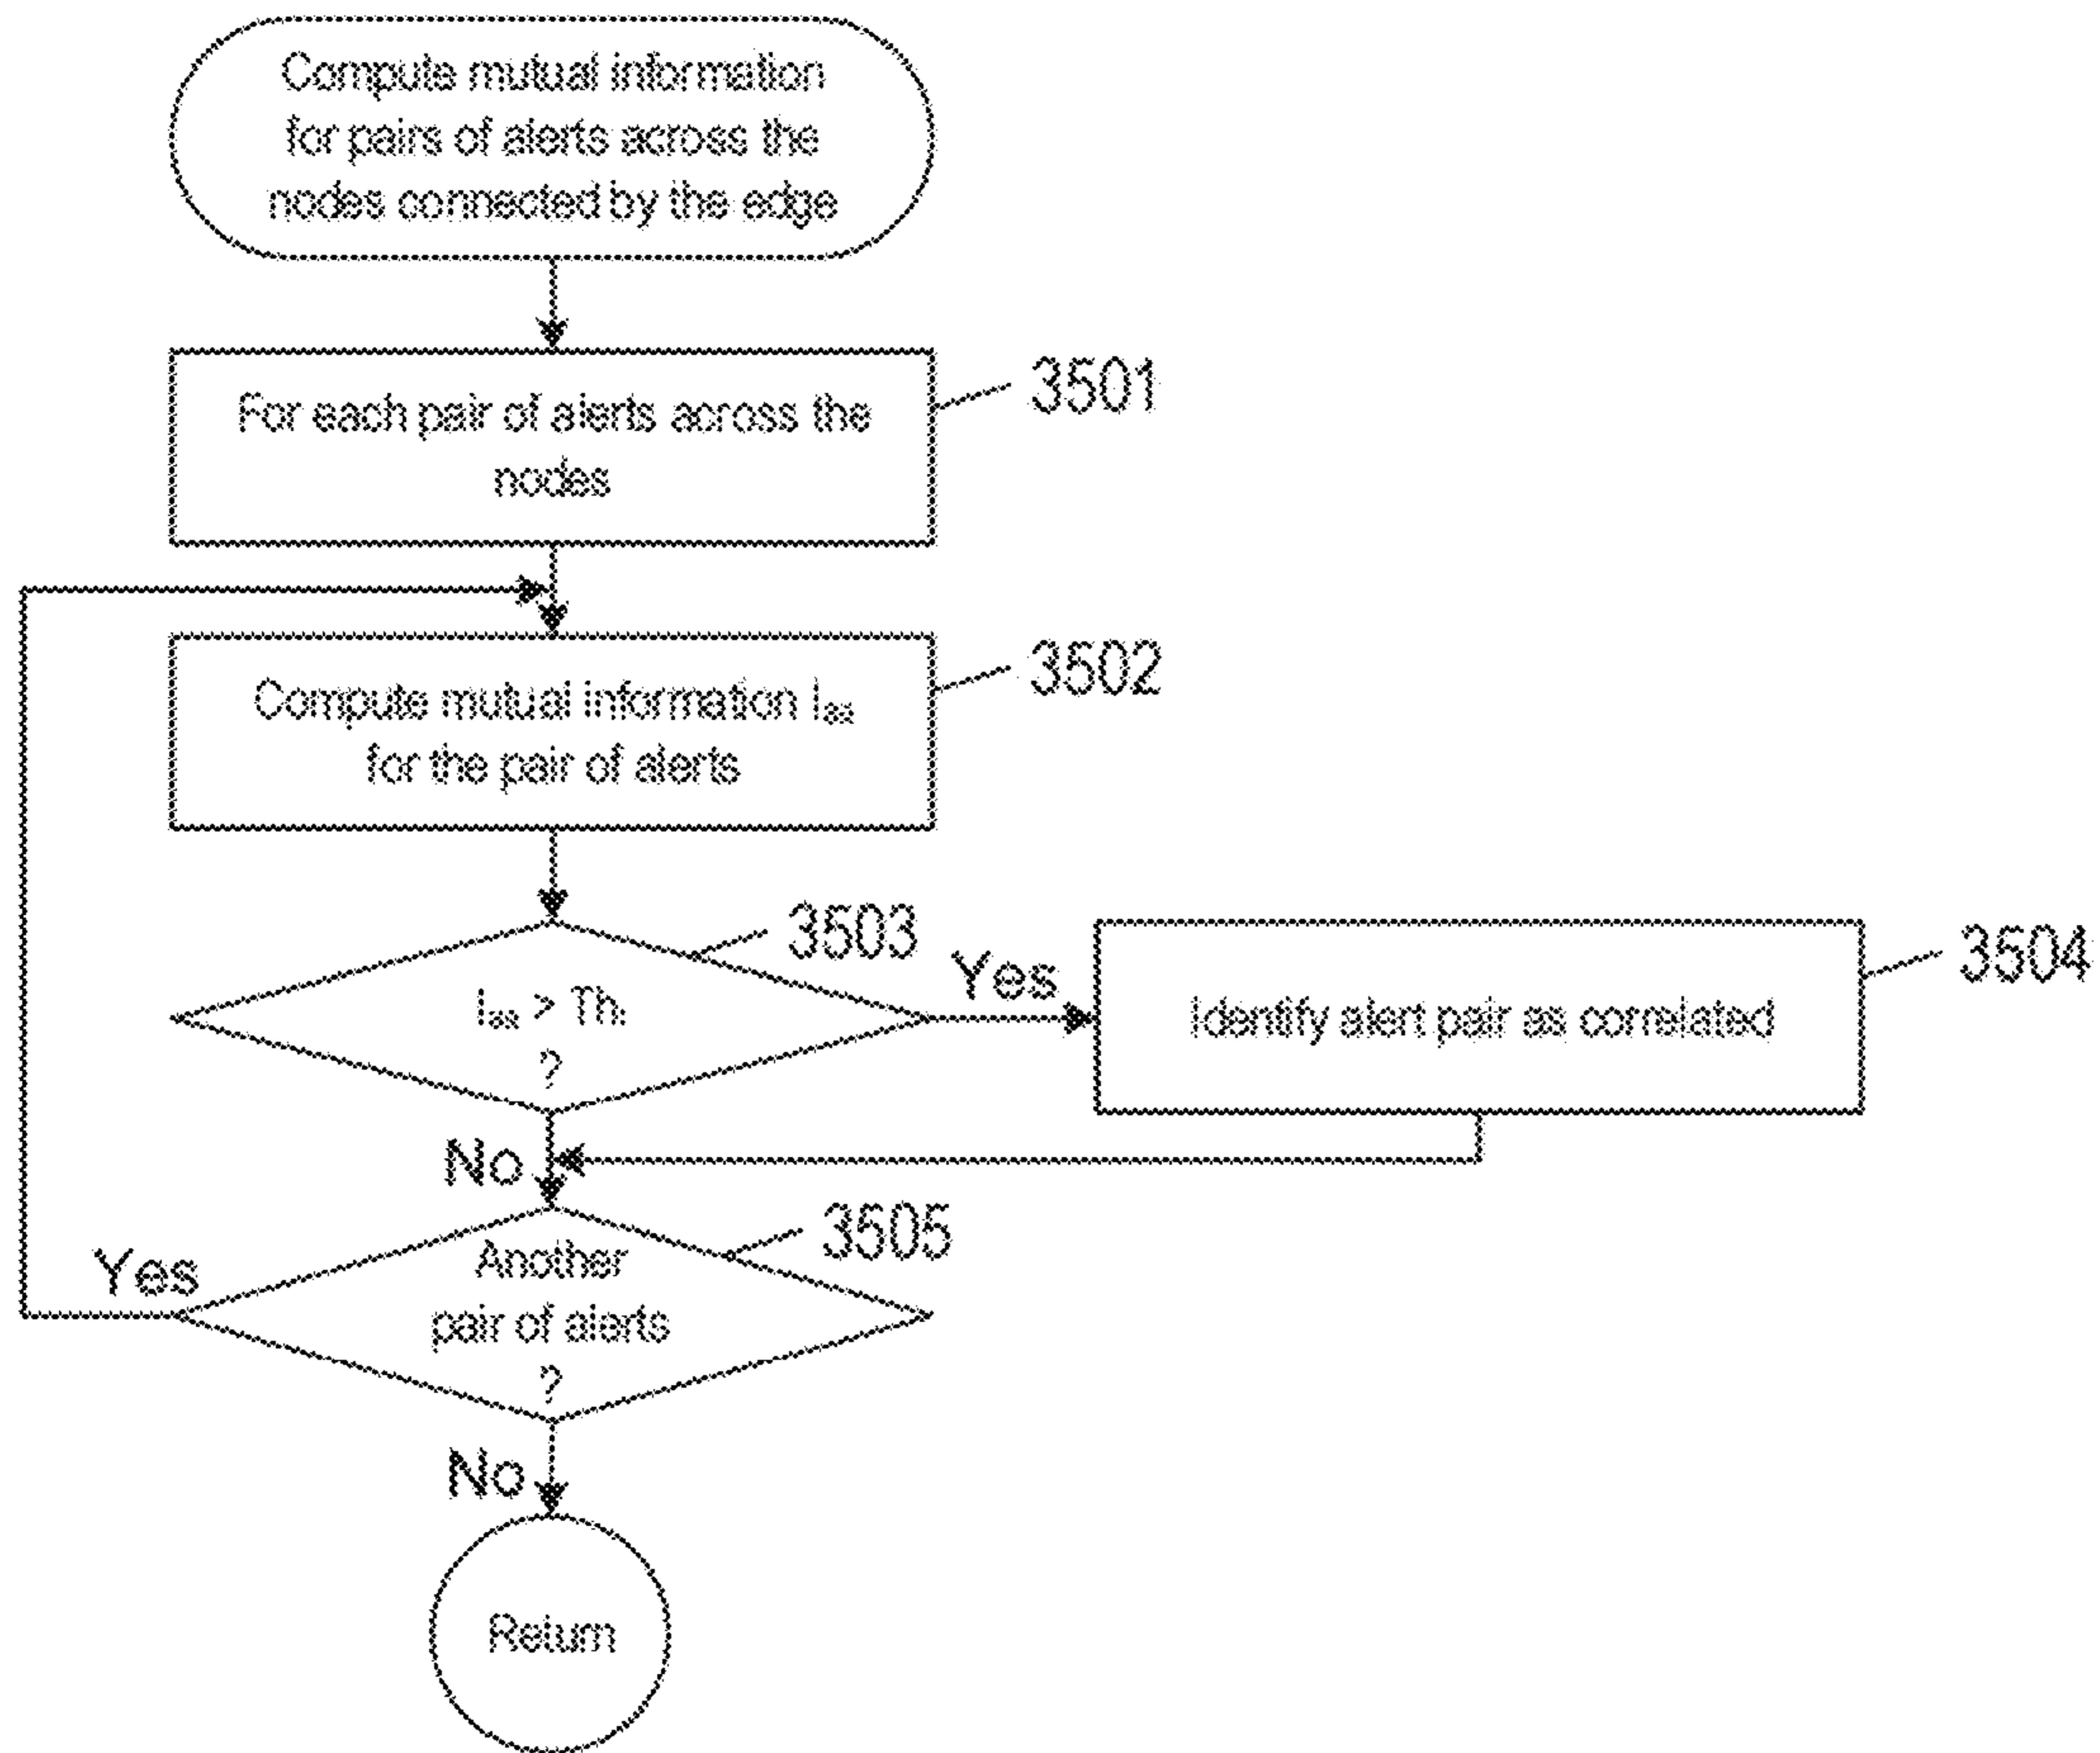 Compute mutual information
for pairs of alerts across the
nodes connected by the edge
For each pair of alerts across the
nodes
3501
Compute mutual information
for the pair of alerts
3502
3503
> Th
?
Yes
Identify alert pair as correlated
3504
No
3505
Another
pair of alerts
?
Yes
No
Return